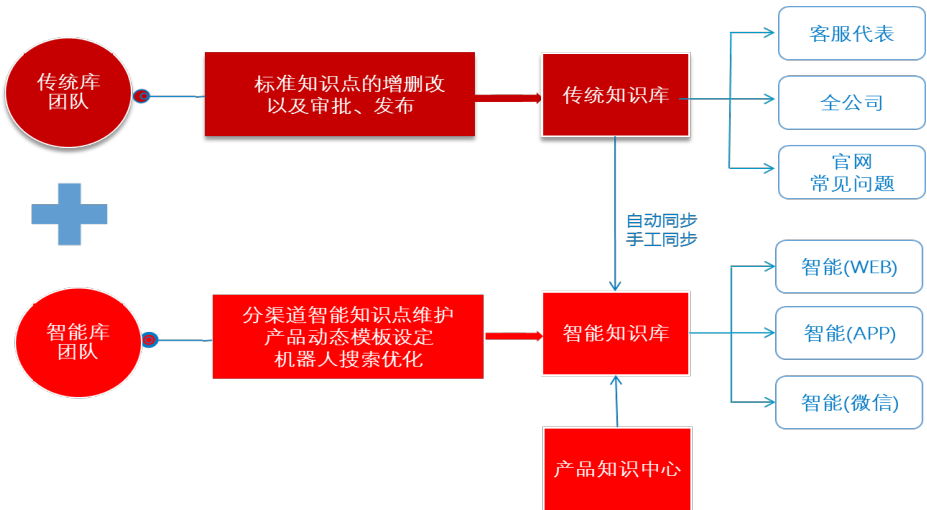 传统库
团队
标准知识点的增删改
以及审批、发布
传统知识库
客服代表
全公司
官网
常见问题
自动同步
手工同步
智能库
团队
分渠道智能知识点维护
产品动态模板设定
机器人搜索优化
智能知识库
智能(WEB)
智能(APP)
智能(微信)
产品知识中心